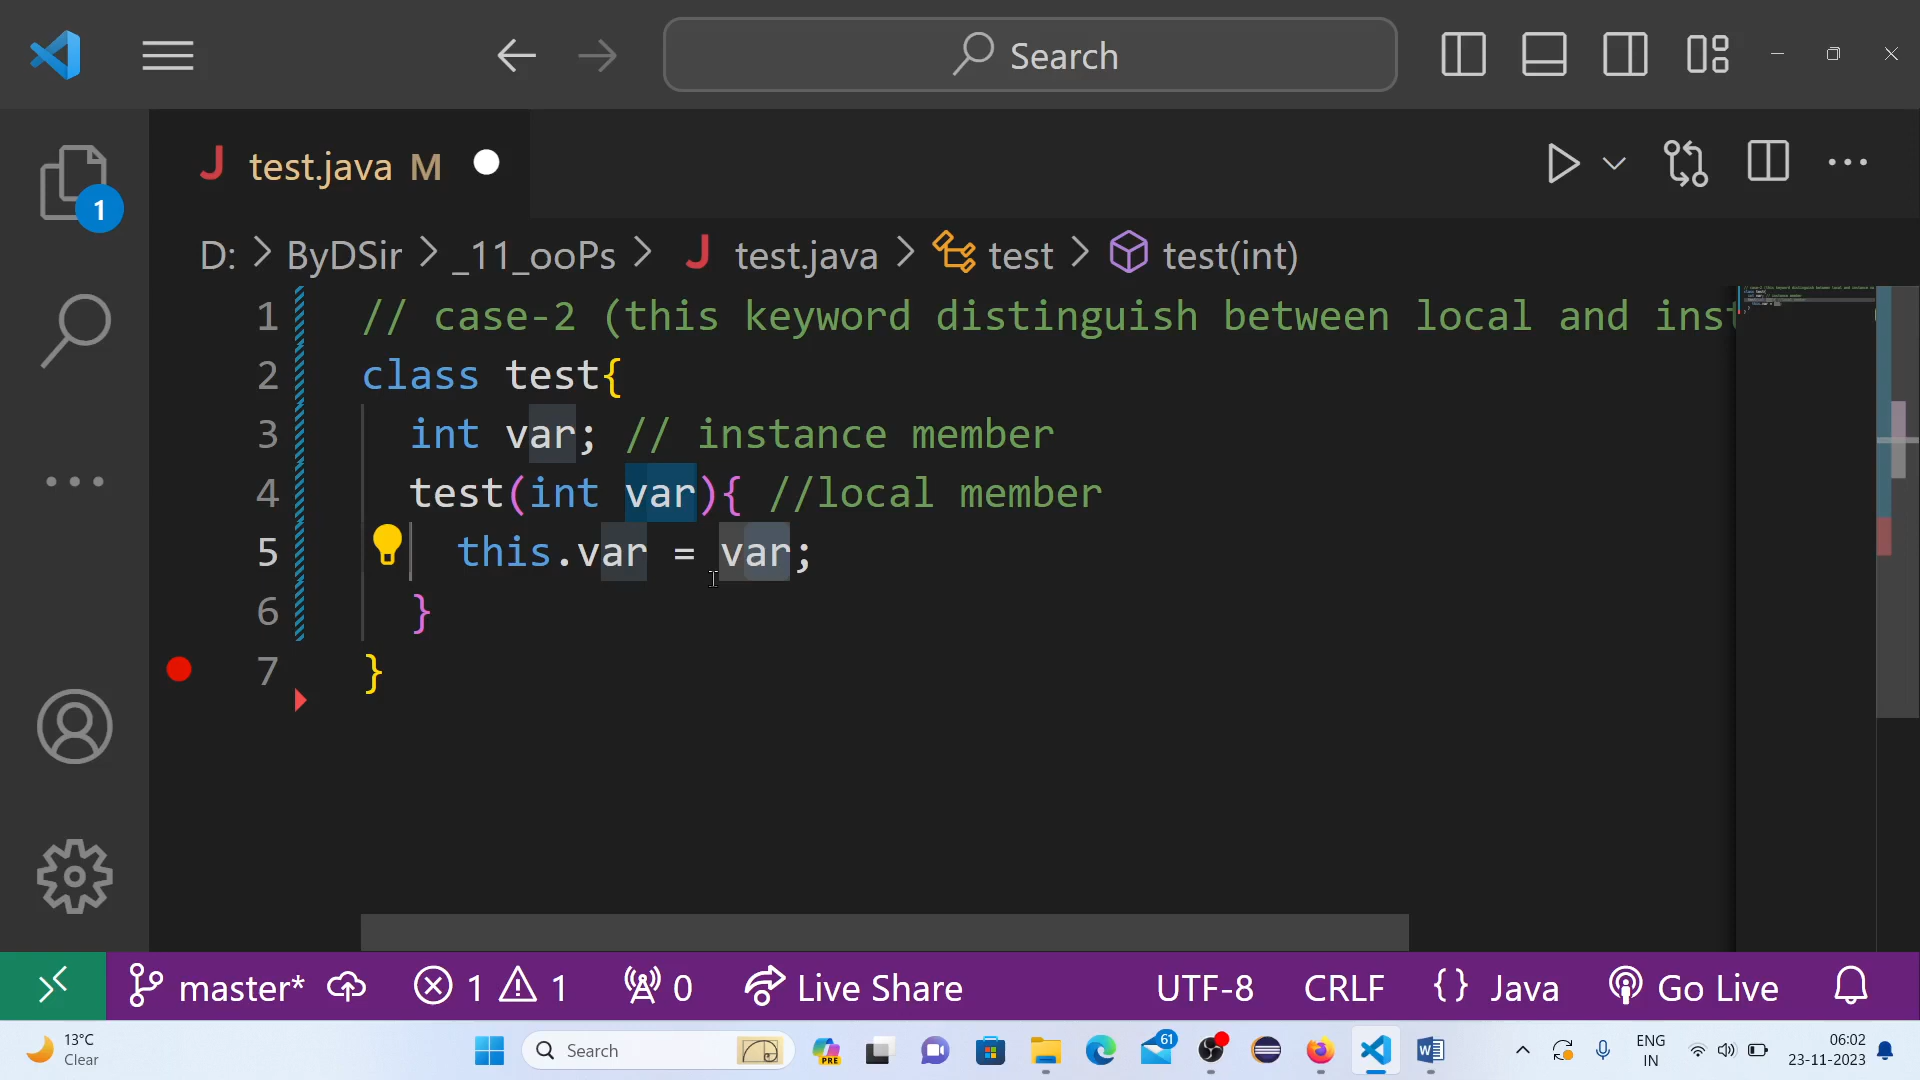 Search
J test.java M
1
D: > ByDSir > _11_ooPs > J test.java > test > test(int)
1 // case-2 (this keyword distinguish between local and inst
2 class test{
3 int var; // instance member
4 test(int var){ //local member
5 this.var = var;
6 }
7 }
master* 1 1 0 Live Share UTF-8 CRLF {} Java Go Live
13°C
Clear
Search
PRE
61
ENG
IN
06:02
23-11-2023